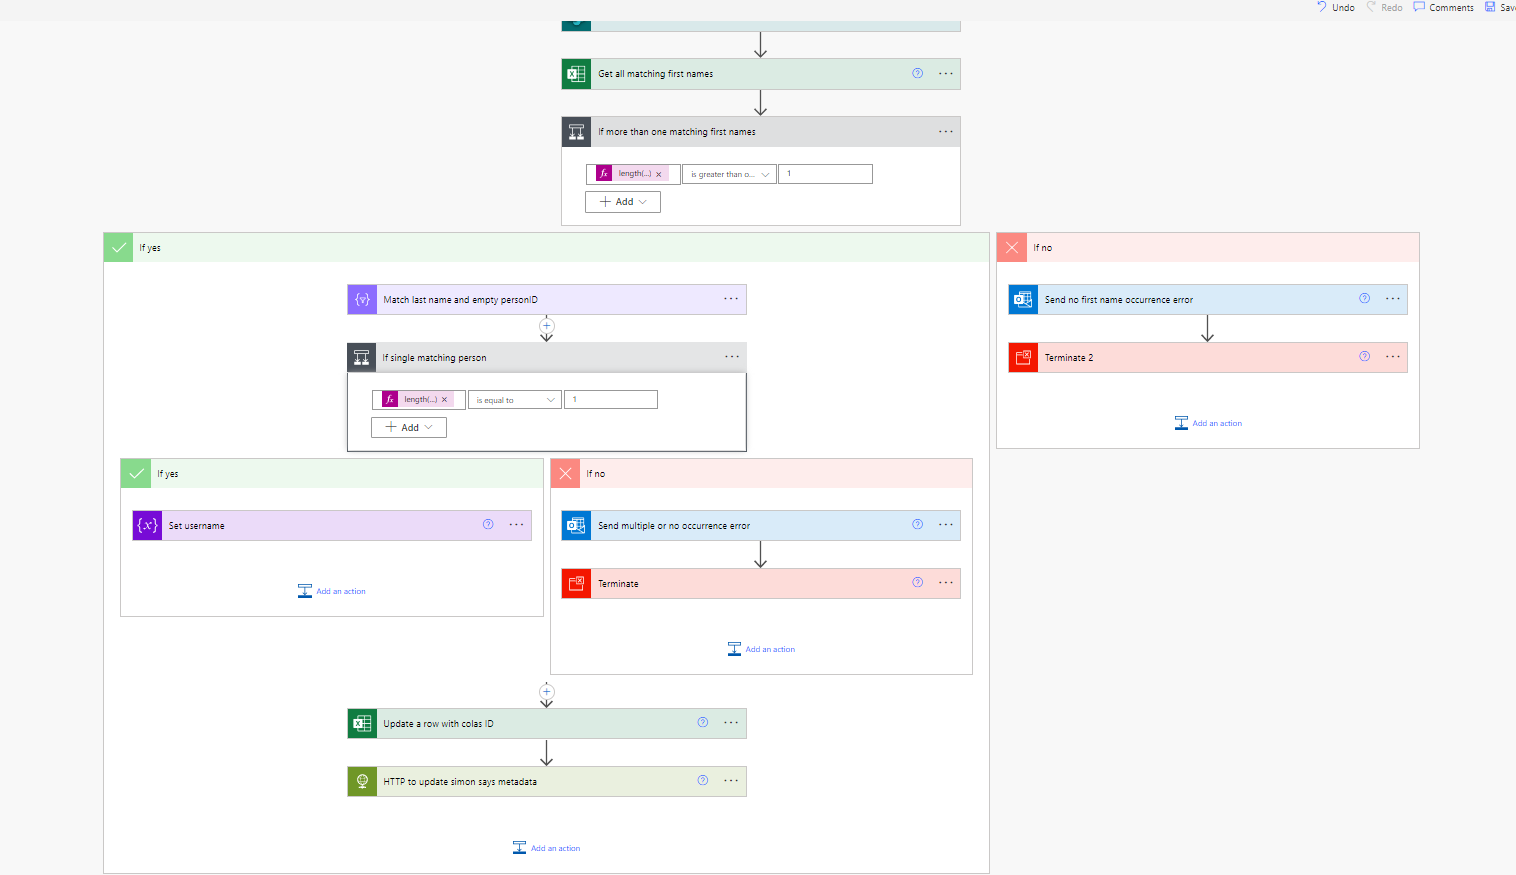 Undo Redo Comments Save
Get all matching first names
If more than one matching first names
fx length(...) × is greater than o... 1
+ Add
If yes
If no
Match last name and empty personID
Send no first name occurrence error
If single matching person
Terminate 2
fx length(...) × is equal to 1
+ Add
Add an action
If yes
If no
Set username
Send multiple or no occurrence error
Terminate
Add an action
Add an action
Update a row with colas ID
HTTP to update simon says metadata
Add an action